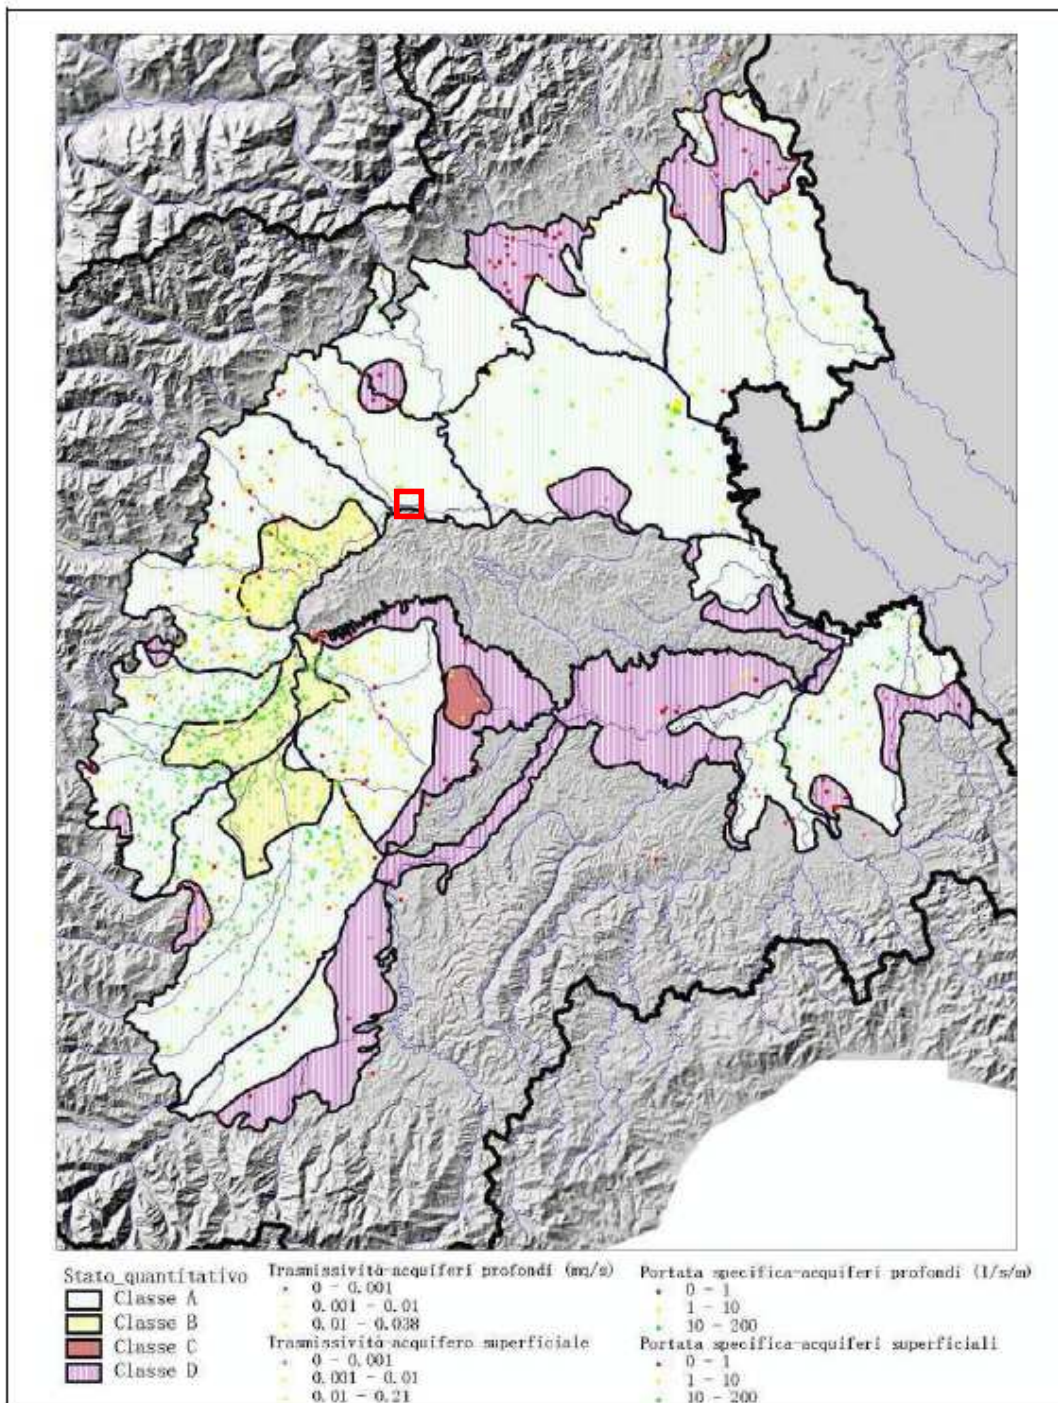 Stato_quantitativo
Classe A
Classe B
Classe C
Classe D
Trasmissività-acquiferi profondi (mq/s)
0 - 0.001
0.001 - 0.01
0.01 - 0.038
Trasmissività-acquifero superficiale
0 - 0.001
0.001 - 0.01
0.01 - 0.21
Portata specifica-acquiferi profondi (l/s/m)
0 - 1
1 - 10
10 - 200
Portata specifica-acquiferi superficiali
0 - 1
1 - 10
10 - 200